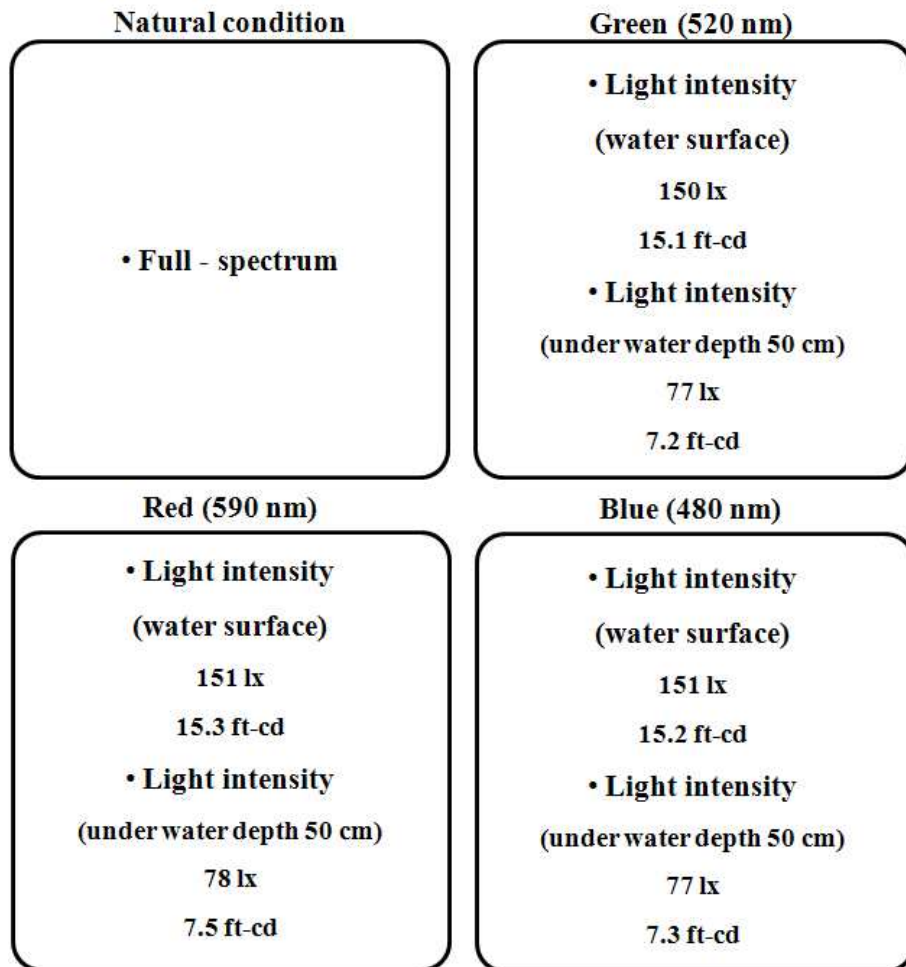 Natural condition
• Full - spectrum
Green (520 nm)
• Light intensity
(water surface)
150 lx
15.1 ft-cd
• Light intensity
(under water depth 50 cm)
77 lx
7.2 ft-cd
Red (590 nm)
• Light intensity
(water surface)
151 lx
15.3 ft-cd
• Light intensity
(under water depth 50 cm)
78 lx
7.5 ft-cd
Blue (480 nm)
• Light intensity
(water surface)
151 lx
15.2 ft-cd
• Light intensity
(under water depth 50 cm)
77 lx
7.3 ft-cd